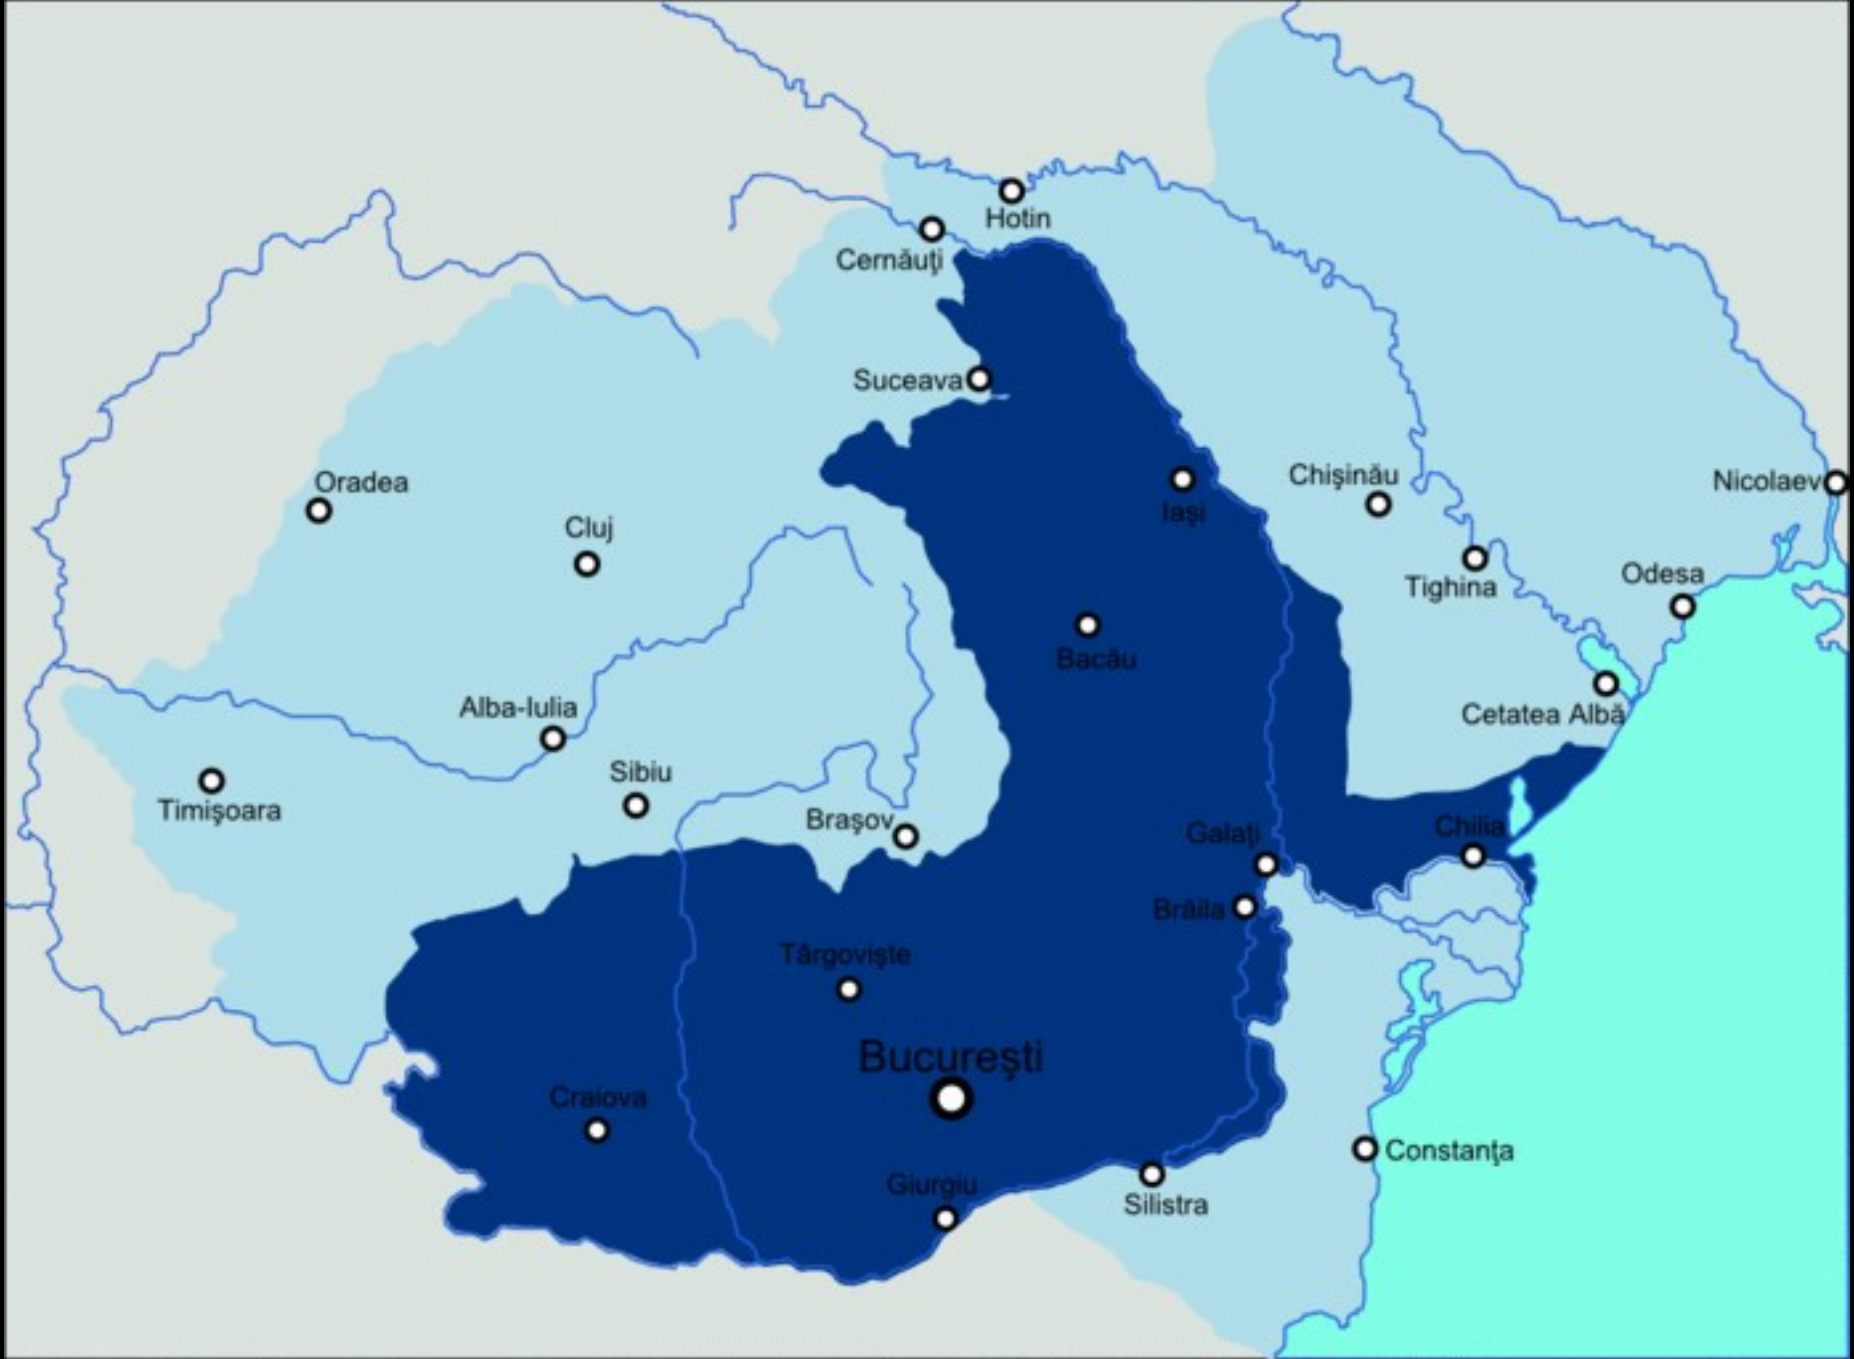 Hotin
Cernăuţi
Suceava
Oradea
Cluj
Iaşi
Chişinău
Nicolaev
Tighina
Odesa
Bacău
Alba-Iulia
Cetatea Albă
Sibiu
Timişoara
Braşov
Galaţi
Chilia
Brăila
Târgovişte
Bucureşti
Craiova
Constanţa
Giurgiu
Silistra